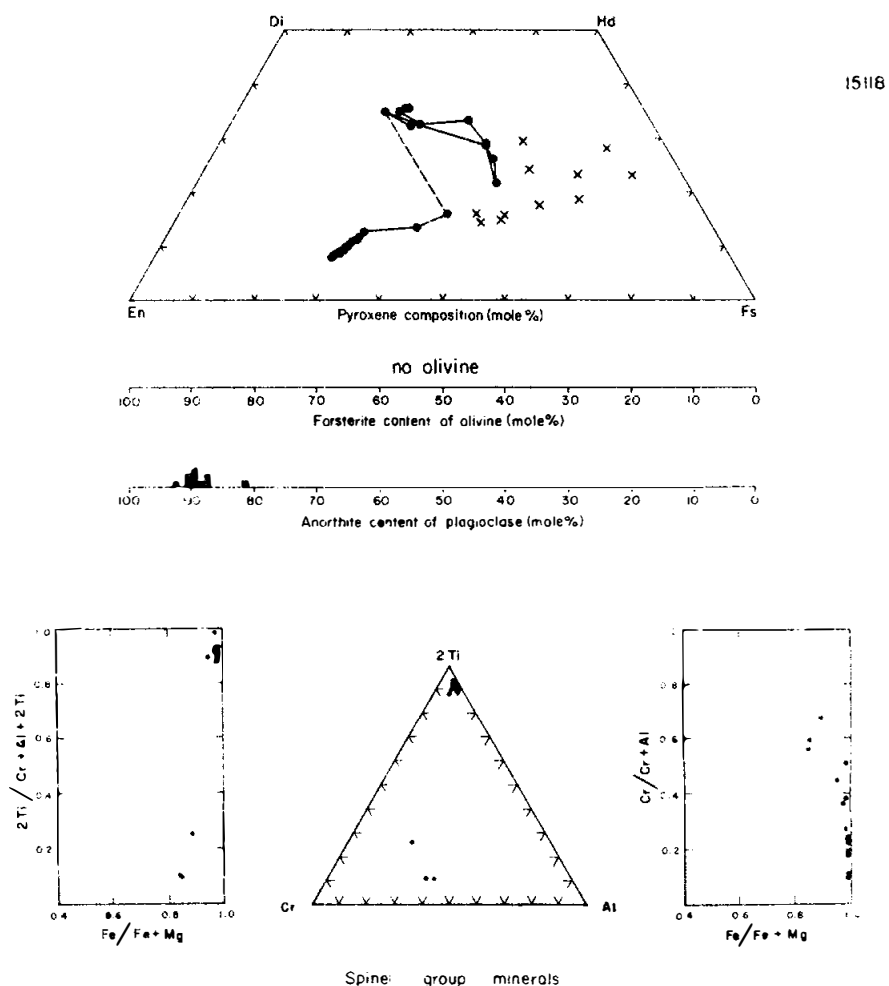 Di Hd
15118
En Fs
Pyroxene composition (mole %)
no olivine
100 90 80 70 60 50 40 30 20 10 0
Forsterite content of olivine (mole%)
100 90 80 70 60 50 40 30 20 10 0
Anorthite content of plagioclase (mole%)
1.0
0.8
0.6
0.4
0.2
0.4 0.6 0.8 1.0
2Ti / Cr + Al + 2Ti
Fe / Fe + Mg
2 Ti
Cr Al
1
0.8
0.6
0.4
0.2
0.4 0.6 0.8 1
Cr / Cr + Al
Fe / Fe + Mg
Spinel group minerals